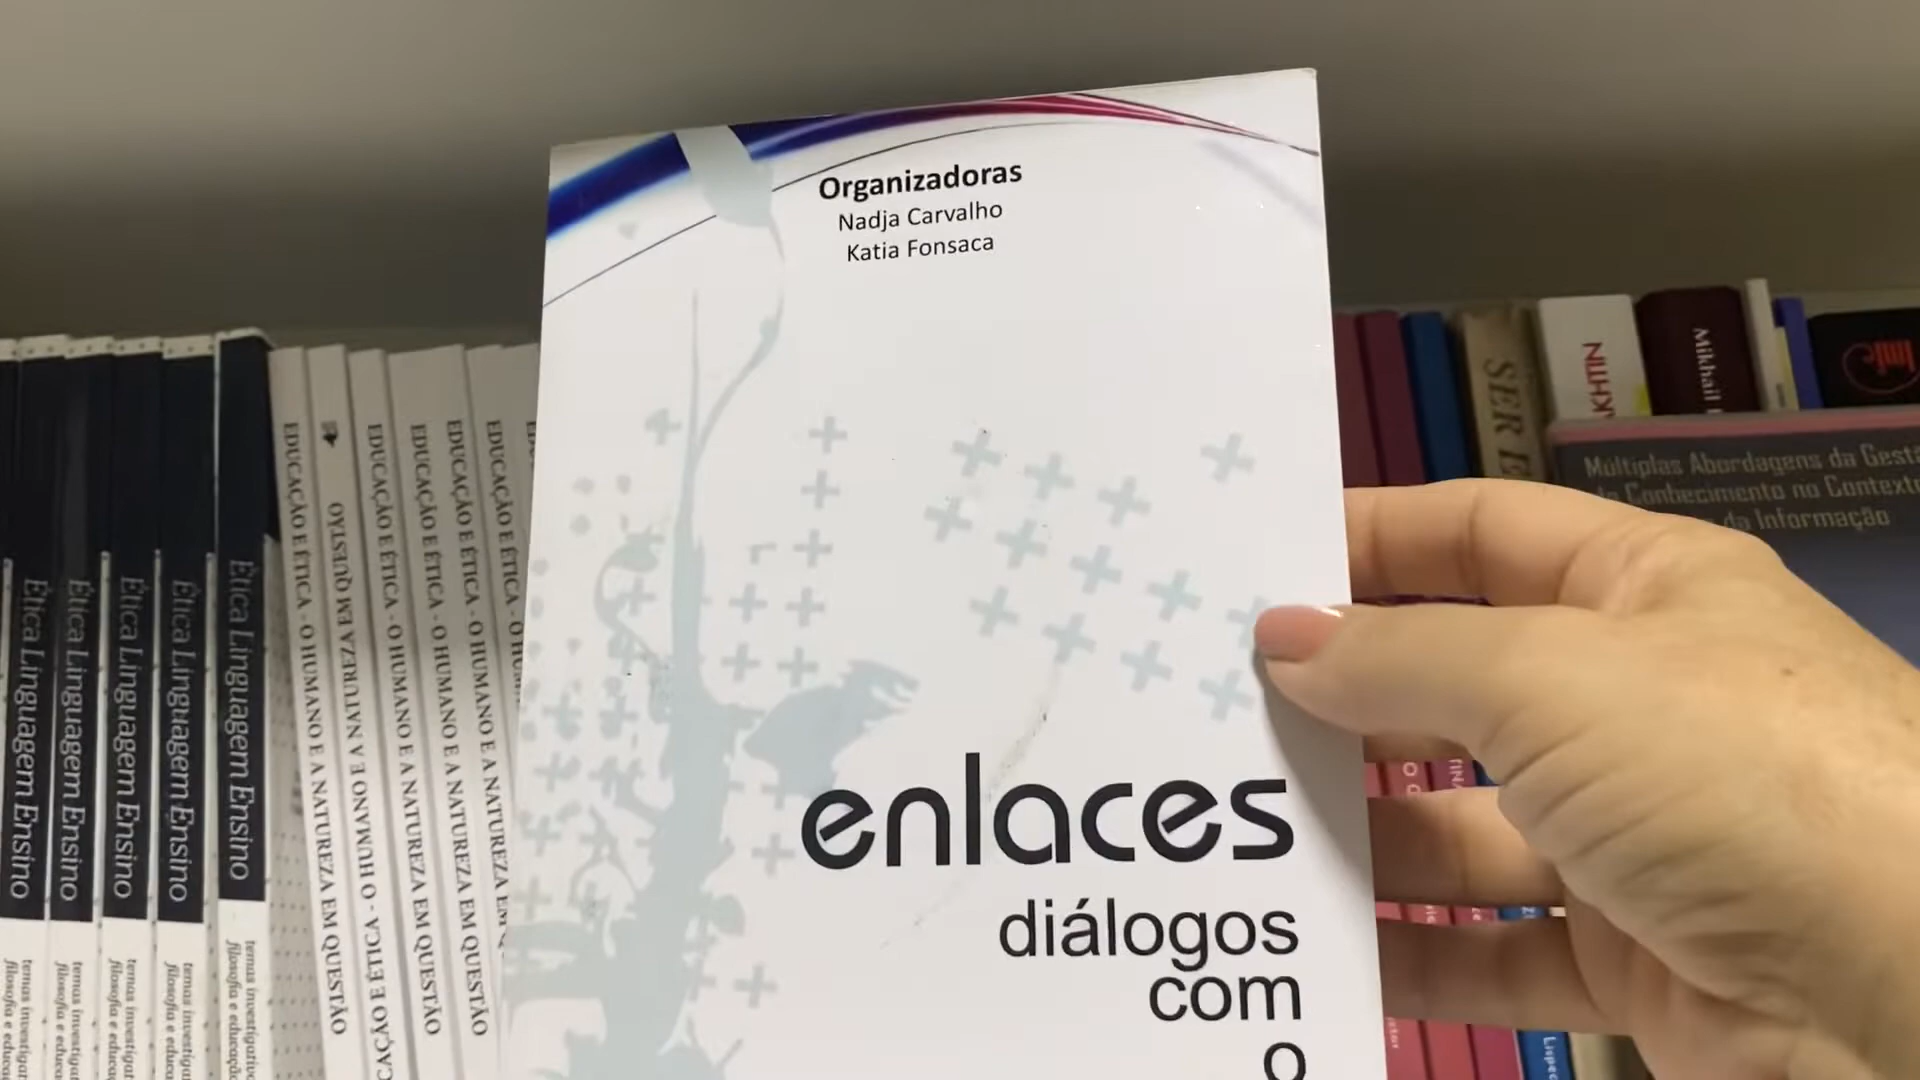 Organizadoras
Nadja Carvalho
Katia Fonsaca
enlaces
diálogos
com
o
Ética Linguagem Ensino
Ética Linguagem Ensino
Ética Linguagem Ensino
Ética Linguagem Ensino
Ética Linguagem Ensino
EDUCAÇÃO E ÉTICA - O HUMANO E A NATUREZA EM QUESTÃO
EDUCAÇÃO E ÉTICA - O HUMANO E A NATUREZA EM QUESTÃO
EDUCAÇÃO E ÉTICA - O HUMANO E A NATUREZA EM QUESTÃO
EDUCAÇÃO E ÉTICA - O HUMANO E A NATUREZA EM QUESTÃO
EDUCAÇÃO E ÉTICA - O HUMANO E A NATUREZA EM
SER
Mikhail
Múltiplas Abordagens da
Conhecimento no
da Informação